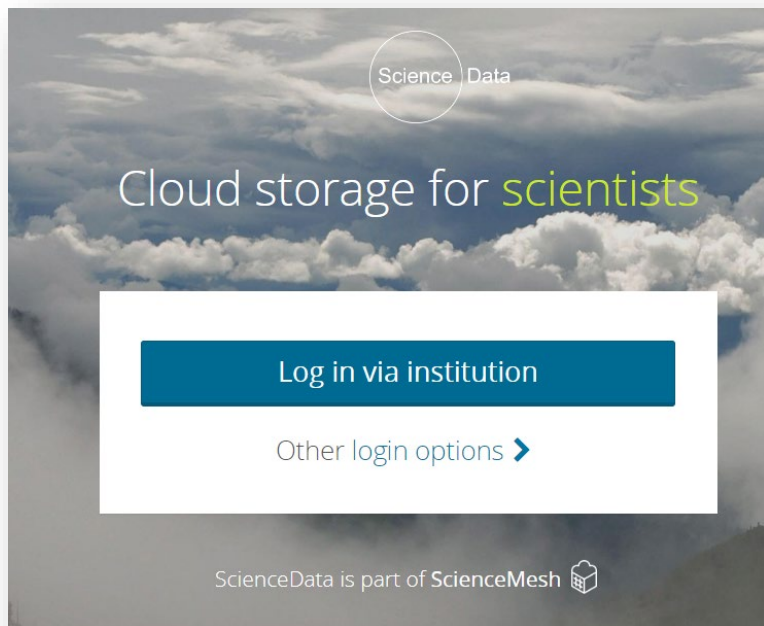 Science Data
Cloud storage for scientists
Log in via institution
Other login options
ScienceData is part of ScienceMesh